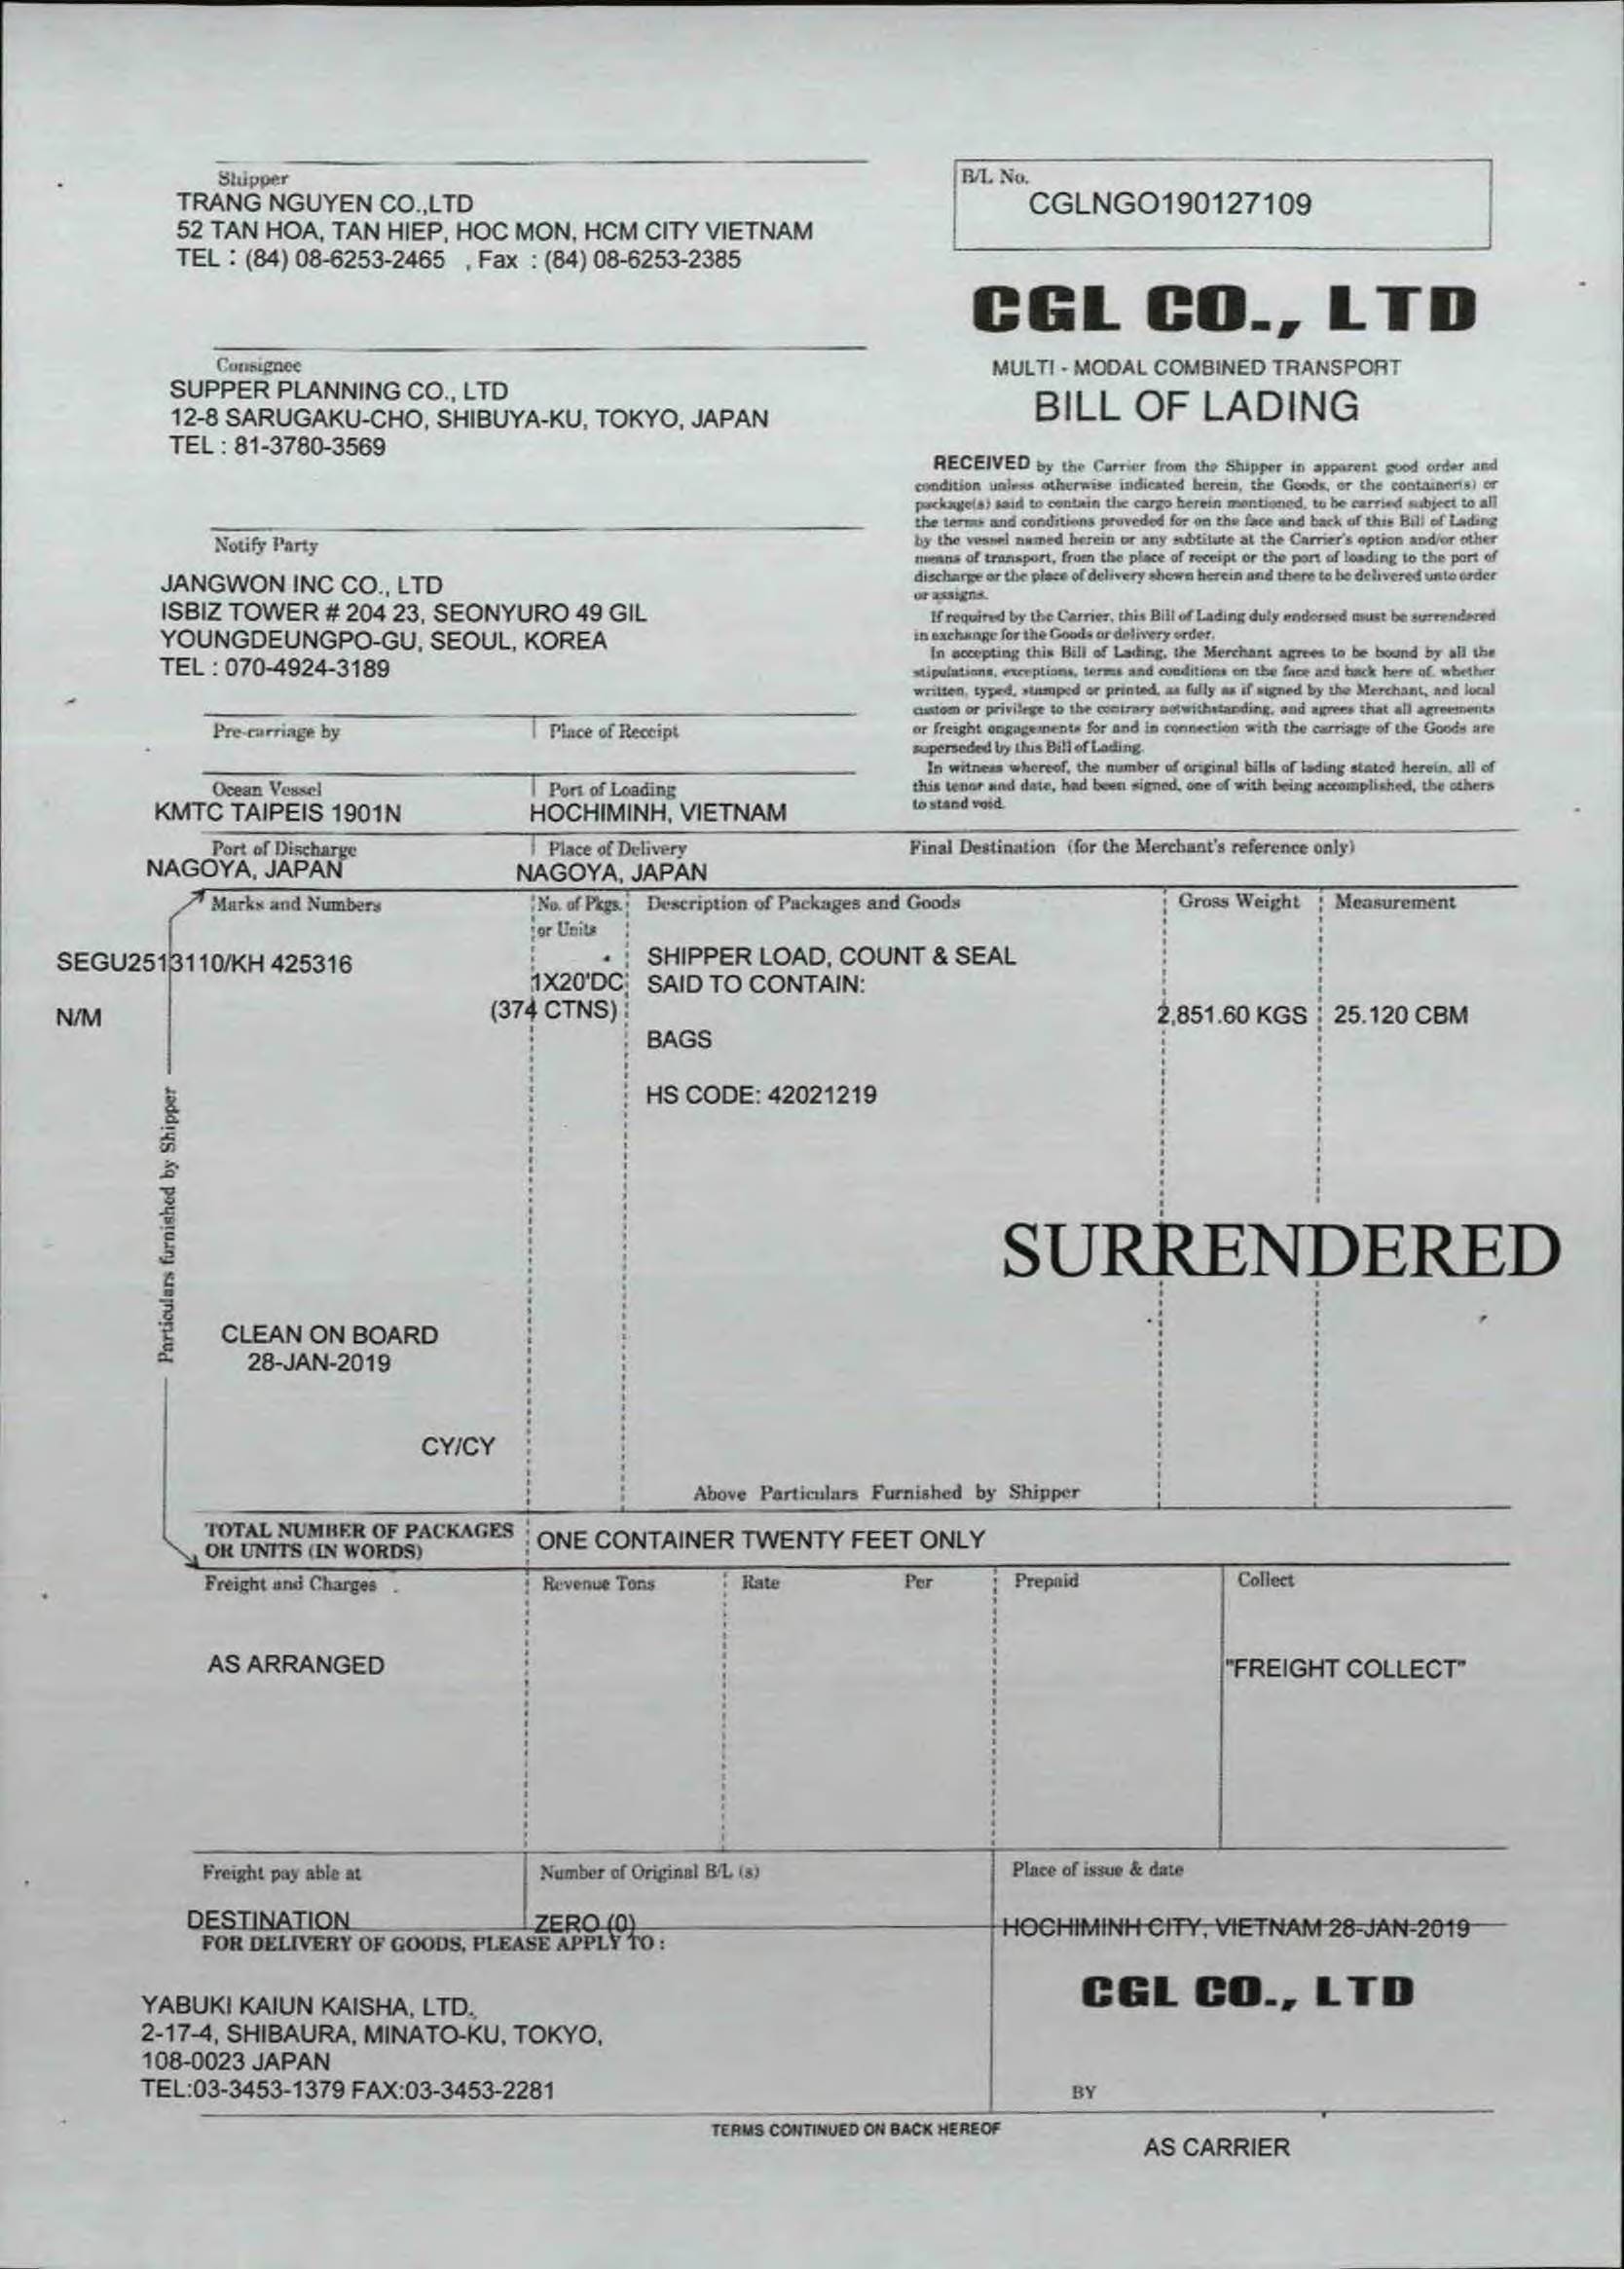 Shipper
TRANG NGUYEN CO.,LTD
52 TAN HOA, TAN HIEP, HOC MON, HCM CITY VIETNAM
TEL : (84) 08-6253-2465 , Fax : (84) 08-6253-2385
B/L No.
CGLNGO190127109
CGL CO., LTD
MULTI - MODAL COMBINED TRANSPORT
BILL OF LADING
Consignee
SUPPER PLANNING CO., LTD
12-8 SARUGAKU-CHO, SHIBUYA-KU, TOKYO, JAPAN
TEL : 81-3780-3569
RECEIVED by the Carrier from the Shipper in apparent good order and
condition unless otherwise indicated herein, the Goods, or the container(s) or
package(s) said to contain the cargo herein mentioned, to be carried subject to all
the terms and conditions proveded for on the face and back of this Bill of Lading
by the vessel named herein or any subtitute at the Carrier's option and/or other
means of transport, from the place of receipt or the port of loading to the port of
discharge or the place of delivery shown herein and there to be delivered unto order
or assigns.
If required by the Carrier, this Bill of Lading duly endorsed must be surrendered
in exchange for the Goods or delivery order.
In accepting this Bill of Lading, the Merchant agrees to be bound by all the
stipulations, exceptions, terms and conditions on the face and back here of, whether
written, typed, stamped or printed, as fully as if signed by the Merchant, and local
custom or privilege to the contrary notwithstanding, and agrees that all agreements
or freight engagements for and in connection with the carriage of the Goods are
superseded by this Bill of Lading.
In witness whereof, the number of original bills of lading stated herein, all of
this tenor and date, had been signed, one of with being accomplished, the others
to stand void.
Notify Party
JANGWON INC CO., LTD
ISBIZ TOWER # 204 23, SEONYURO 49 GIL
YOUNGDEUNGPO-GU, SEOUL, KOREA
TEL : 070-4924-3189
Pre-carriage by
Place of Receipt
Ocean Vessel
Port of Loading
KMTC TAIPEIS 1901N
HOCHIMINH, VIETNAM
Port of Discharge
Place of Delivery
Final Destination (for the Merchant's reference only)
NAGOYA, JAPAN
NAGOYA, JAPAN
Marks and Numbers
No. of Pkgs.
or Units
Description of Packages and Goods
Gross Weight
Measurement
SEGU2513110/KH 425316
SHIPPER LOAD, COUNT & SEAL
1X20'DC
SAID TO CONTAIN:
N/M
(374 CTNS)
2,851.60 KGS
25.120 CBM
BAGS
HS CODE: 42021219
Particulars furnished by Shipper
SURRENDERED
CLEAN ON BOARD
28-JAN-2019
CY/CY
Above Particulars Furnished by Shipper
TOTAL NUMBER OF PACKAGES
OR UNITS (IN WORDS)
ONE CONTAINER TWENTY FEET ONLY
Freight and Charges
Revenue Tons
Rate
Per
Prepaid
Collect
AS ARRANGED
"FREIGHT COLLECT"
Freight pay able at
Number of Original B/L (s)
Place of issue & date
DESTINATION
ZERO (0)
HOCHIMINH CITY, VIETNAM 28-JAN-2019
FOR DELIVERY OF GOODS, PLEASE APPLY TO :
CGL CO., LTD
YABUKI KAIUN KAISHA, LTD.
2-17-4, SHIBAURA, MINATO-KU, TOKYO,
108-0023 JAPAN
TEL:03-3453-1379 FAX:03-3453-2281
BY
TERMS CONTINUED ON BACK HEREOF
AS CARRIER